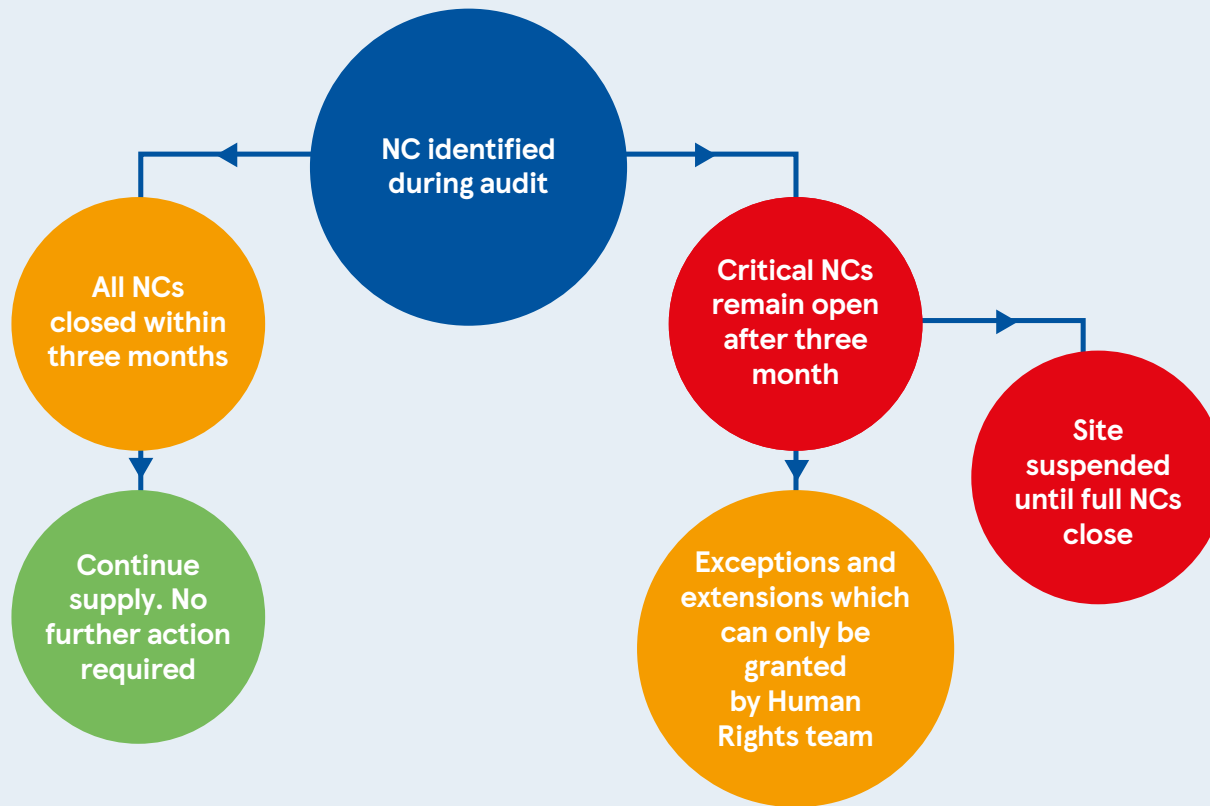 NC identified
during audit
All NCs
closed within
three months
Critical NCs
remain open
after three
month
Site
suspended
until full NCs
close
Continue
supply. No
further action
required
Exceptions and
extensions which
can only be
granted
by Human
Rights team